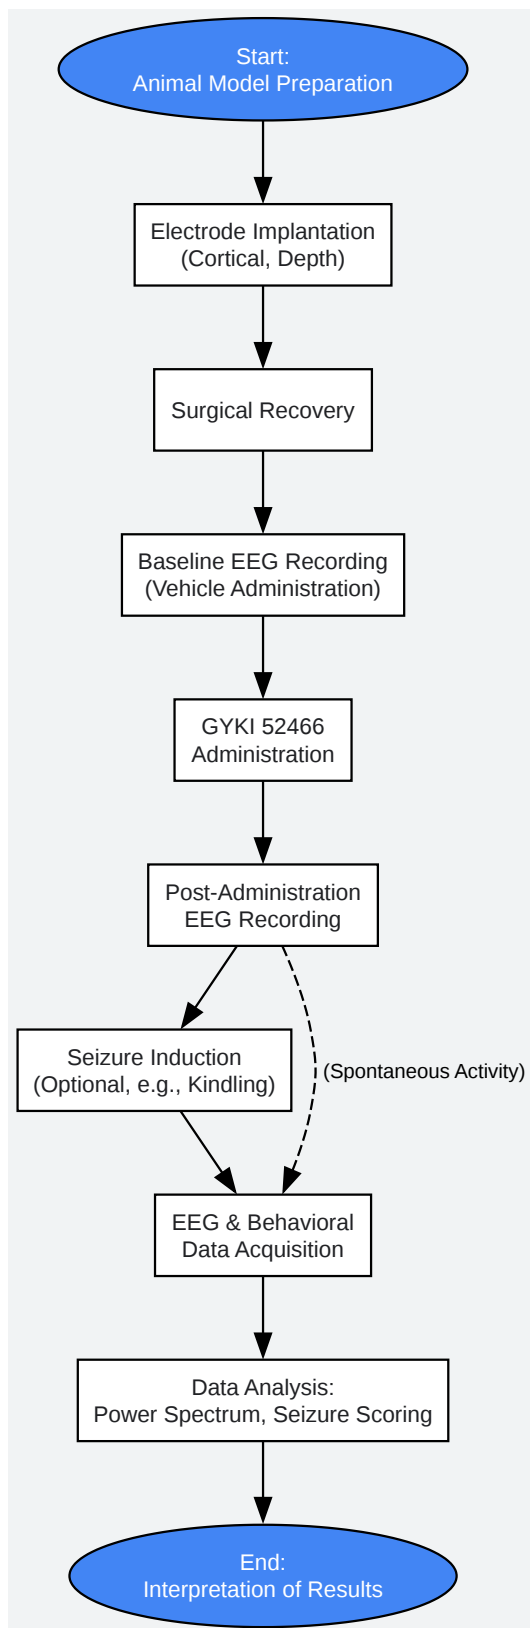 Start:
Animal Model Preparation
Electrode Implantation
(Cortical, Depth)
Surgical Recovery
Baseline EEG Recording
(Vehicle Administration)
GYKI 52466
Administration
Post-Administration
EEG Recording
Seizure Induction
(Optional, e.g., Kindling)
(Spontaneous Activity)
EEG & Behavioral
Data Acquisition
Data Analysis:
Power Spectrum, Seizure Scoring
End:
Interpretation of Results